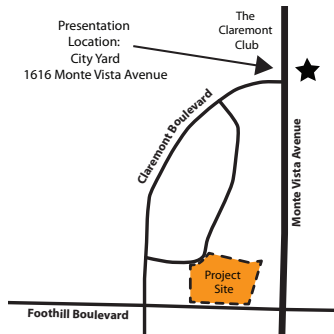 Presentation
Location:
City Yard
1616 Monte Vista Avenue
The
Claremont
Club
Claremont Boulevard
Monte Vista Avenue
Project
Site
Foothill Boulevard